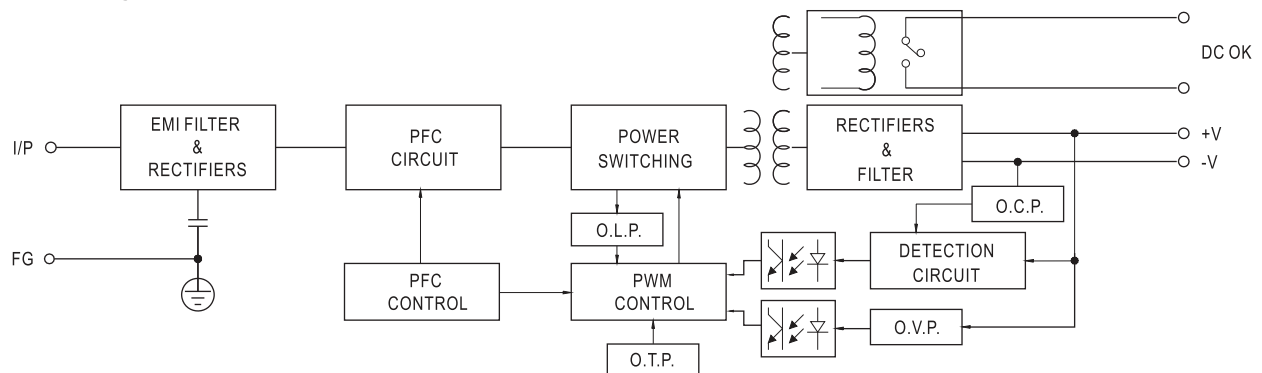 DC OK
I/P
EMI FILTER
&
RECTIFIERS
PFC
CIRCUIT
POWER
SWITCHING
RECTIFIERS
&
FILTER
+V
-V
O.C.P.
O.L.P.
FG
PFC
CONTROL
PWM
CONTROL
DETECTION
CIRCUIT
O.V.P.
O.T.P.